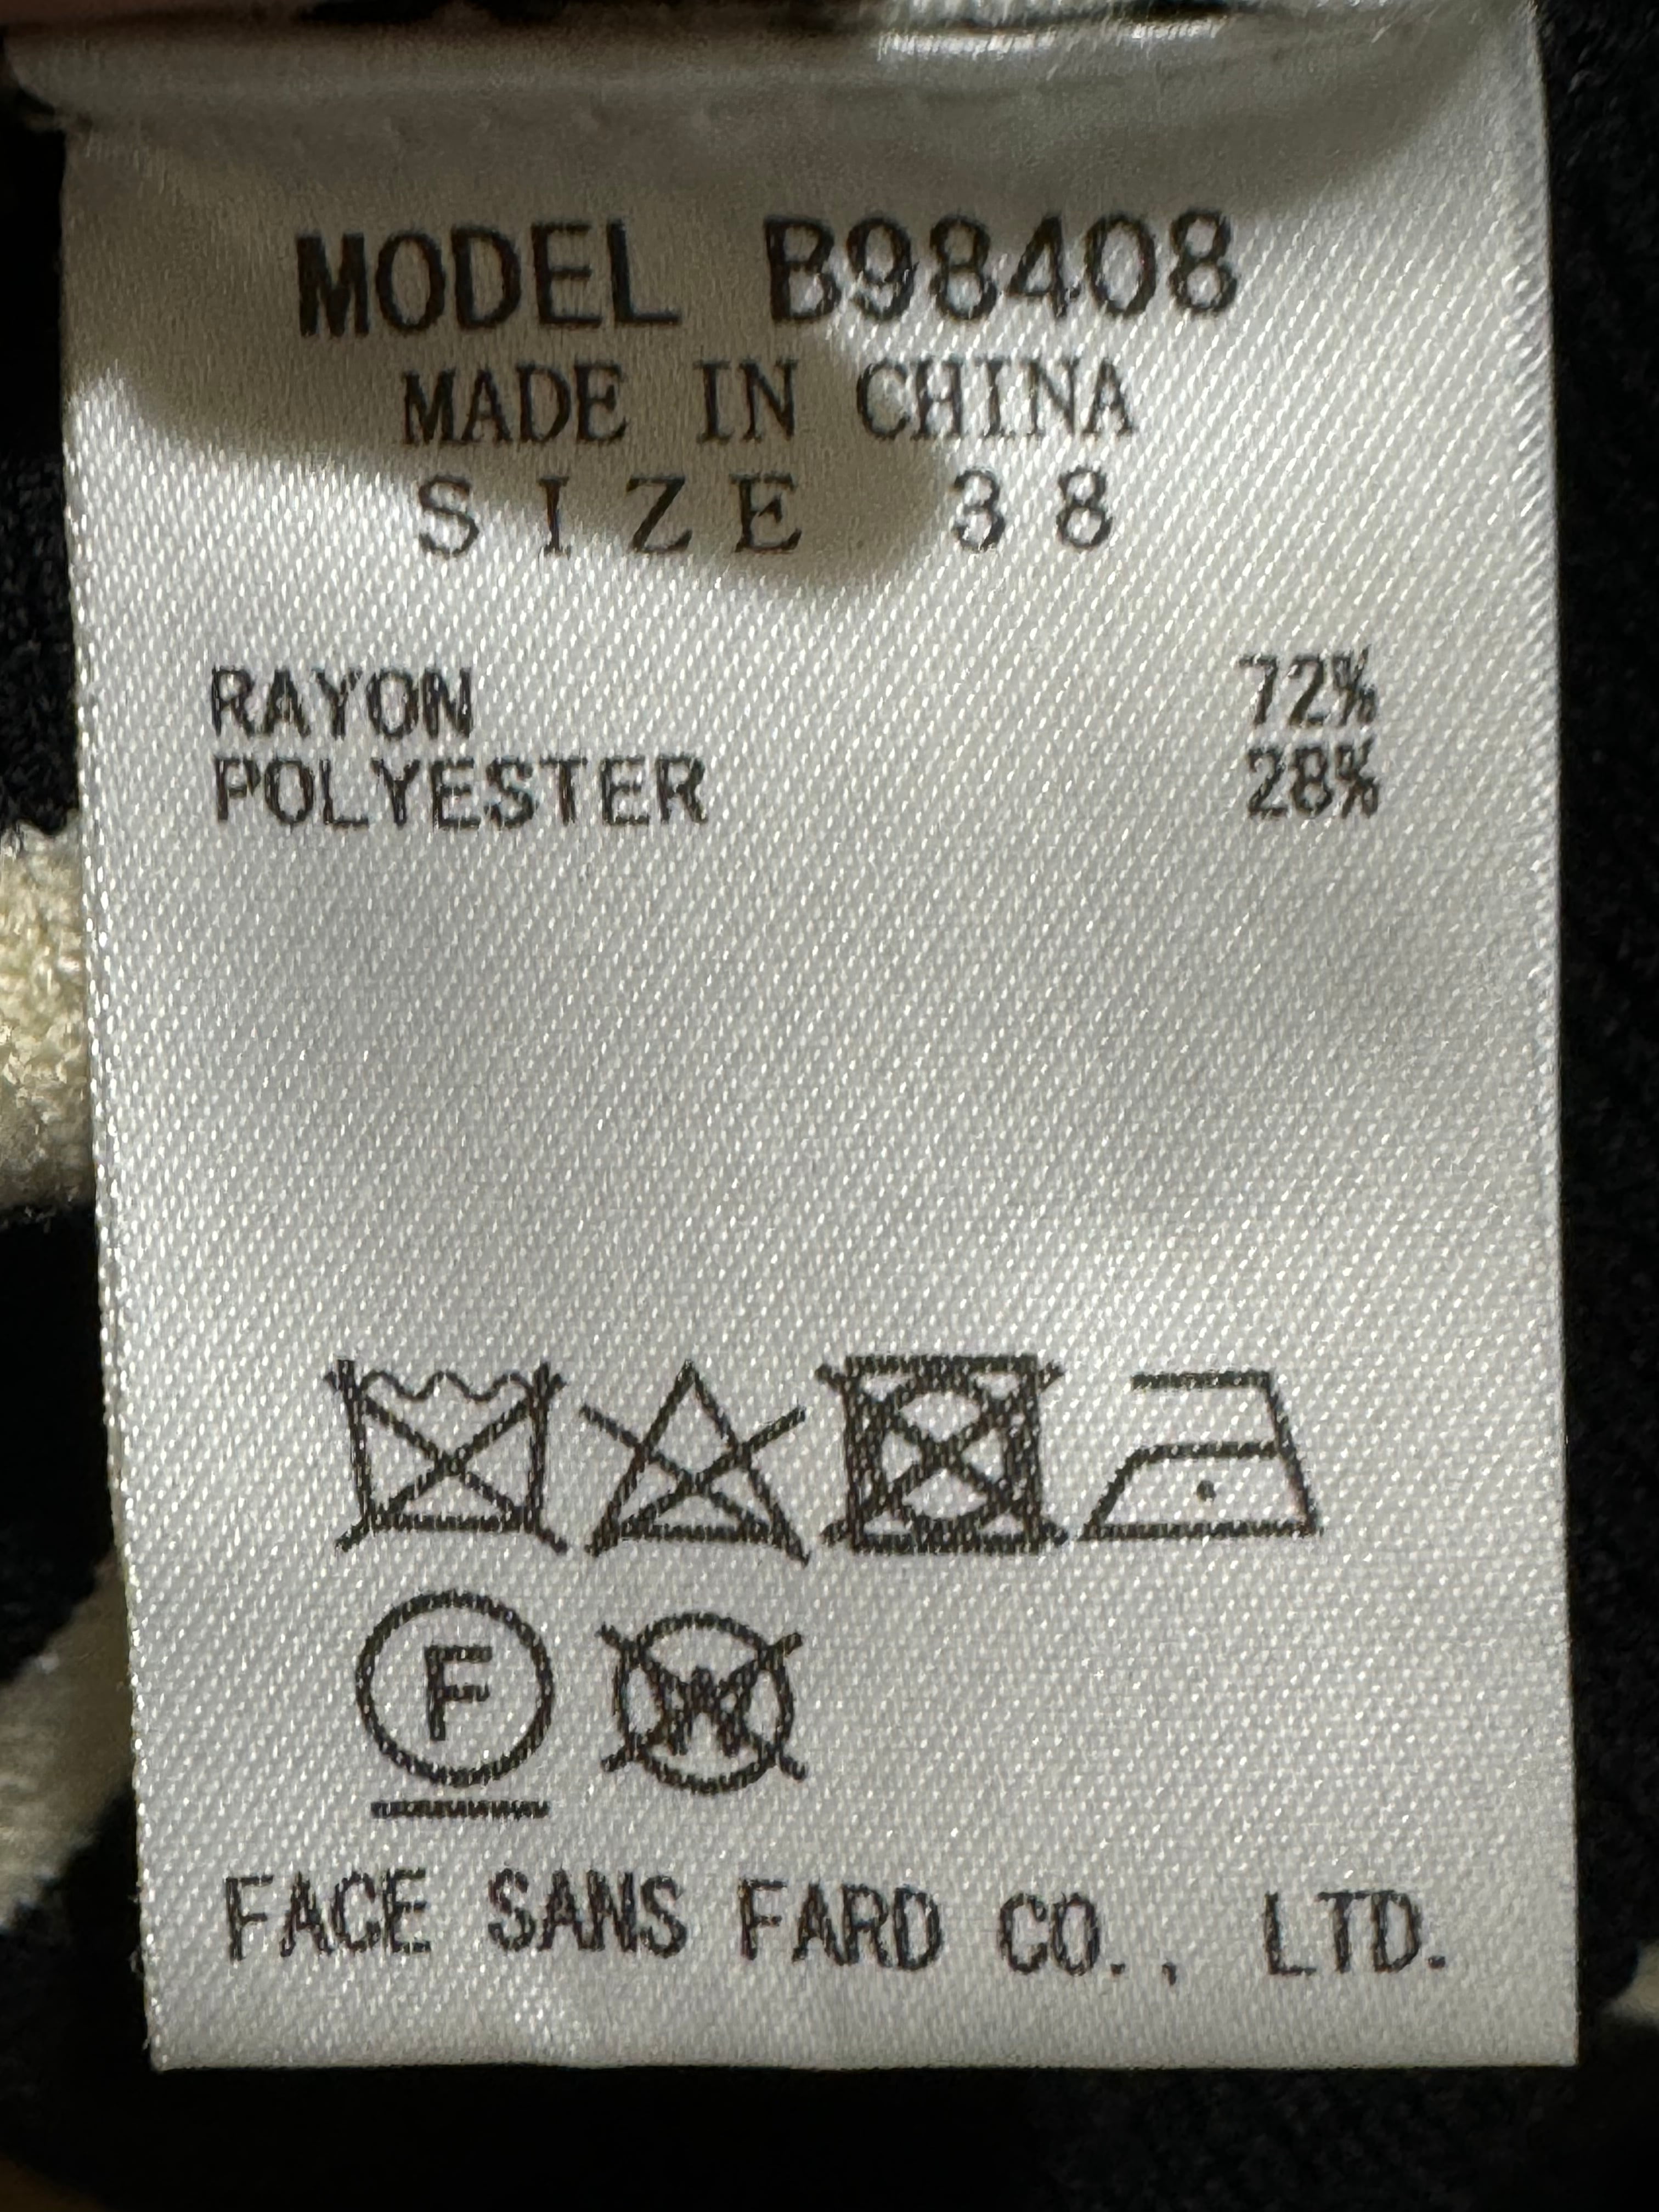 MODEL B98408
MADE IN CHINA
SIZE 38
RAYON 72%
POLYESTER 28%
F W
FACE SANS FARD CO., LTD.